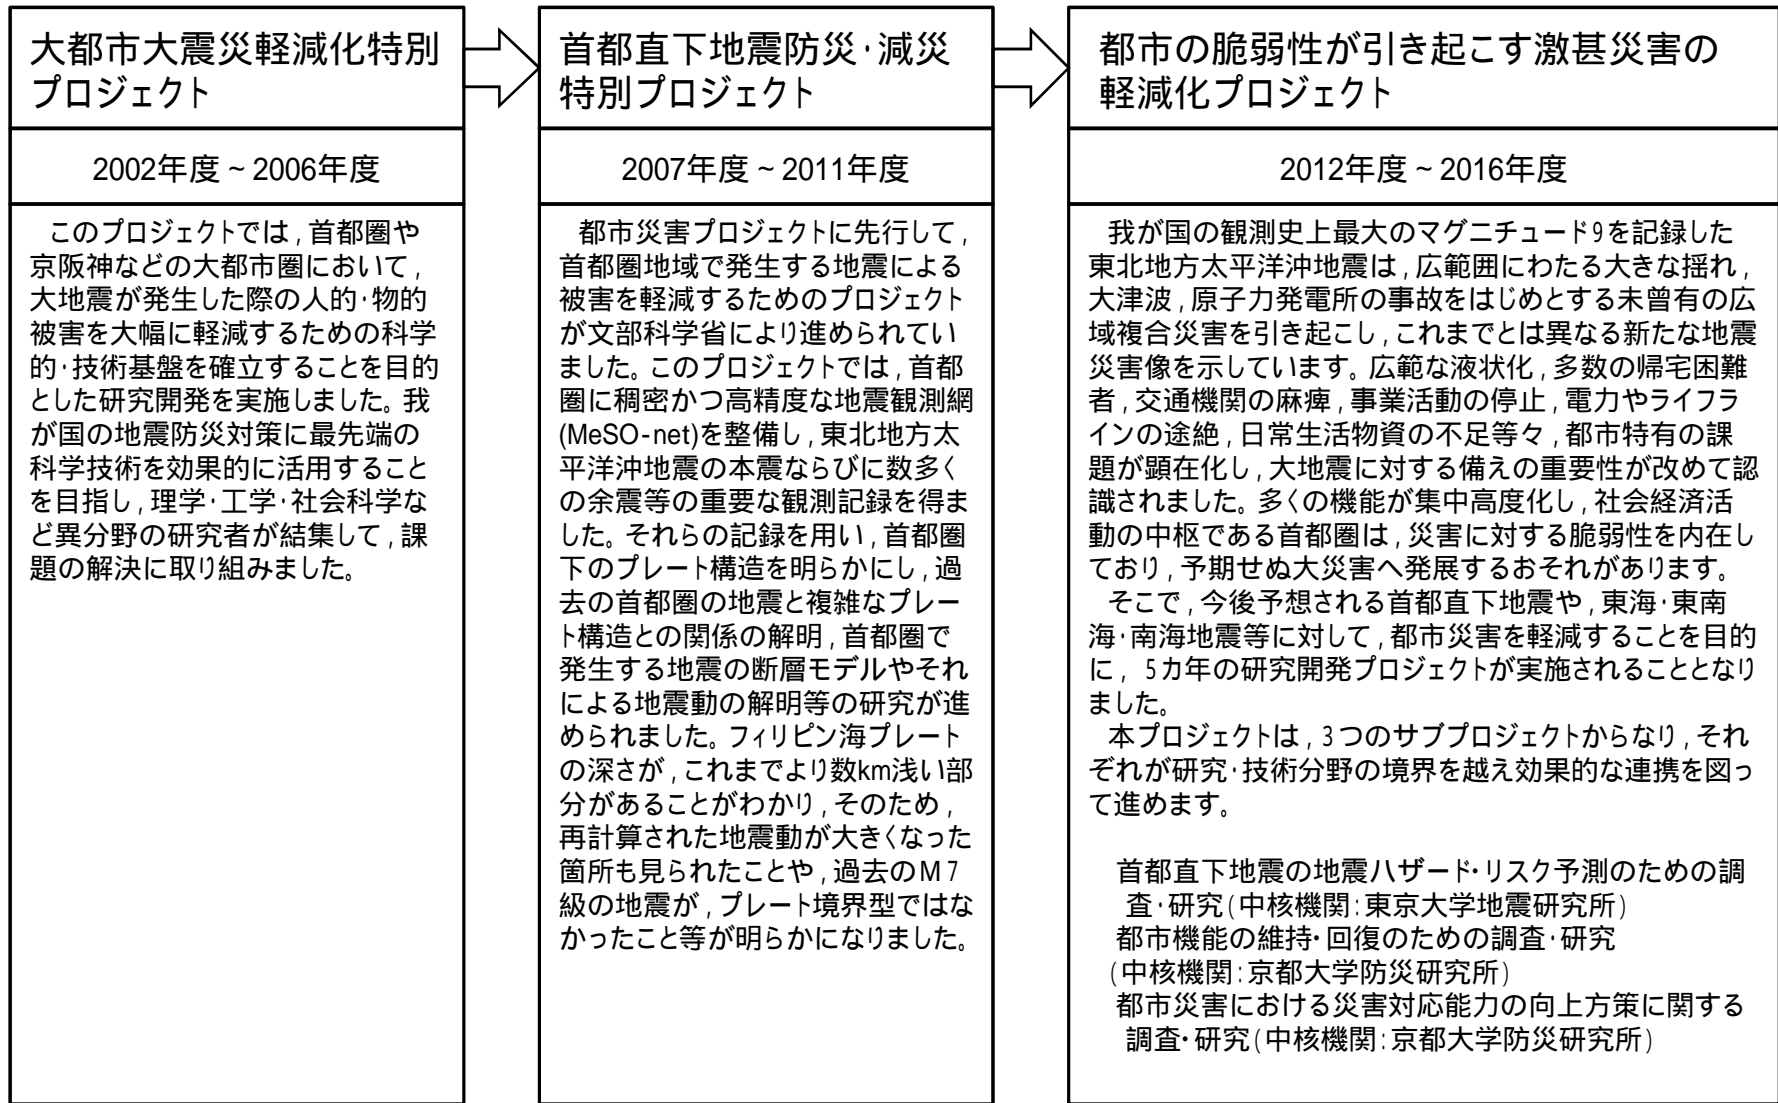 大都市大震災軽減化特別
プロジェクト
2002年度～2006年度
このプロジェクトでは,首都圏や
京阪神などの大都市圏において,
大地震が発生した際の人的・物的
被害を大幅に軽減するための科学
的・技術基盤を確立することを目的
とした研究開発を実施しました。我
が国の地震防災対策に最先端の
科学技術を効果的に活用すること
を目指し,理学・工学・社会科学な
ど異分野の研究者が結集して,課
題の解決に取り組みました。
首都直下地震防災・減災
特別プロジェクト
2007年度～2011年度
都市災害プロジェクトに先行して,
首都圏地域で発生する地震による
被害を軽減するためのプロジェクト
が文部科学省により進められてい
ました。このプロジェクトでは,首都
圏に稠密かつ高精度な地震観測網
(MeSO-net)を整備し,東北地方太
平洋沖地震の本震ならびに数多く
の余震等の重要な観測記録を得ま
した。それらの記録を用い,首都圏
下のプレート構造を明らかにし,過
去の首都圏の地震と複雑なプレー
ト構造との関係の解明,首都圏で
発生する地震の断層モデルやそれ
による地震動の解明等の研究が進
められました。フィリピン海プレート
の深さが,これまでより数km浅い部
分があることがわかり,そのため,
再計算された地震動が大きくなった
箇所も見られたことや,過去のM7
級の地震が,プレート境界型ではな
かったこと等が明らかになりました。
都市の脆弱性が引き起こす激甚災害の
軽減化プロジェクト
2012年度～2016年度
我が国の観測史上最大のマグニチュード9を記録した
東北地方太平洋沖地震は,広範囲にわたる大きな揺れ,
大津波,原子力発電所の事故をはじめとする未曾有の広
域複合災害を引き起こし,これまでとは異なる新たな地震
災害像を示しています。広範な液状化,多数の帰宅困難
者,交通機関の麻痺,事業活動の停止,電力やライフラ
インの途絶,日常生活物資の不足等々,都市特有の課
題が顕在化し,大地震に対する備えの重要性が改めて認
識されました。多くの機能が集中高度化し,社会経済活
動の中枢である首都圏は,災害に対する脆弱性を内在し
ており,予期せぬ大災害へ発展するおそれがあります。
そこで,今後予想される首都直下地震や,東海・東南
海・南海地震等に対して,都市災害を軽減することを目的
に,5カ年の研究開発プロジェクトが実施されることとなり
ました。
本プロジェクトは,3つのサブプロジェクトからなり,それ
ぞれが研究・技術分野の境界を越え効果的な連携を図っ
て進めます。
首都直下地震の地震ハザード・リスク予測のための調
査・研究(中核機関:東京大学地震研究所)
都市機能の維持・回復のための調査・研究
(中核機関:京都大学防災研究所)
都市災害における災害対応能力の向上方策に関する
調査・研究(中核機関:京都大学防災研究所)